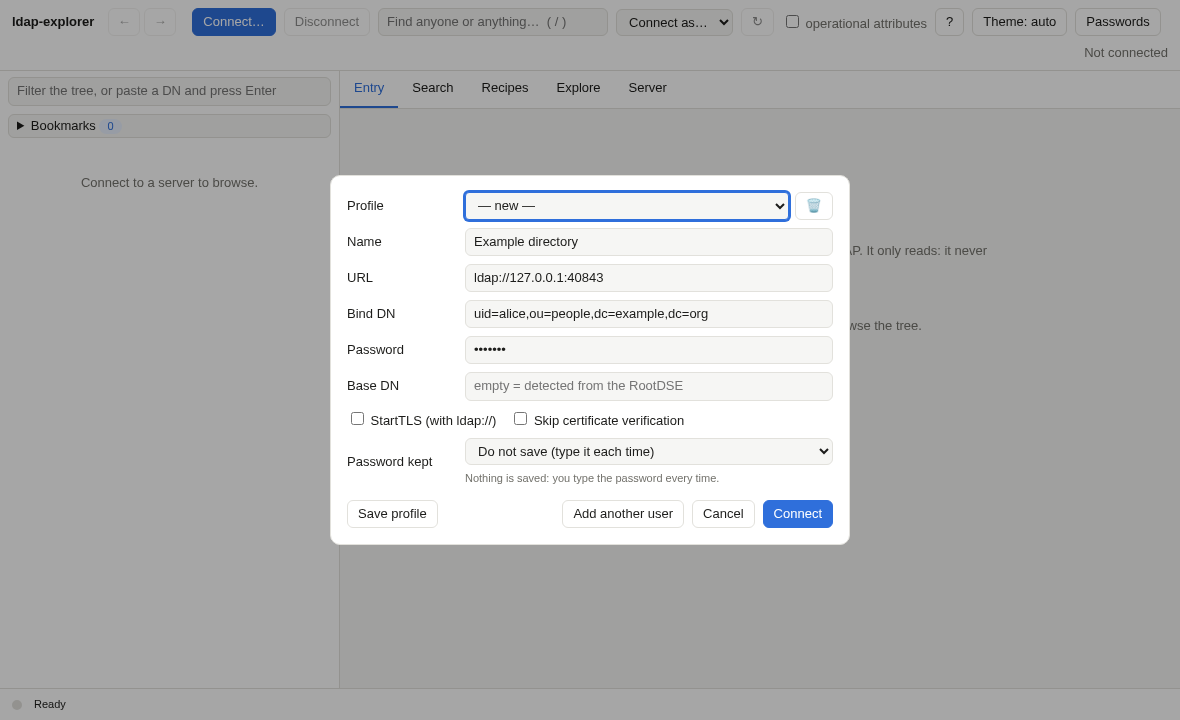 ldap-explorer ← → Connect… Disconnect Find anyone or anything… ( / ) Connect as… ↻ operational attributes ? Theme: auto Passwords
Not connected
Filter the tree, or paste a DN and press Enter
Entry Search Recipes Explore Server
Bookmarks 0
Connect to a server to browse.
AP. It only reads: it never
wse the tree.
Profile — new —
Name Example directory
URL ldap://127.0.0.1:40843
Bind DN uid=alice,ou=people,dc=example,dc=org
Password •••••••
Base DN empty = detected from the RootDSE
StartTLS (with ldap://) Skip certificate verification
Password kept Do not save (type it each time)
Nothing is saved: you type the password every time.
Save profile Add another user Cancel Connect
Ready